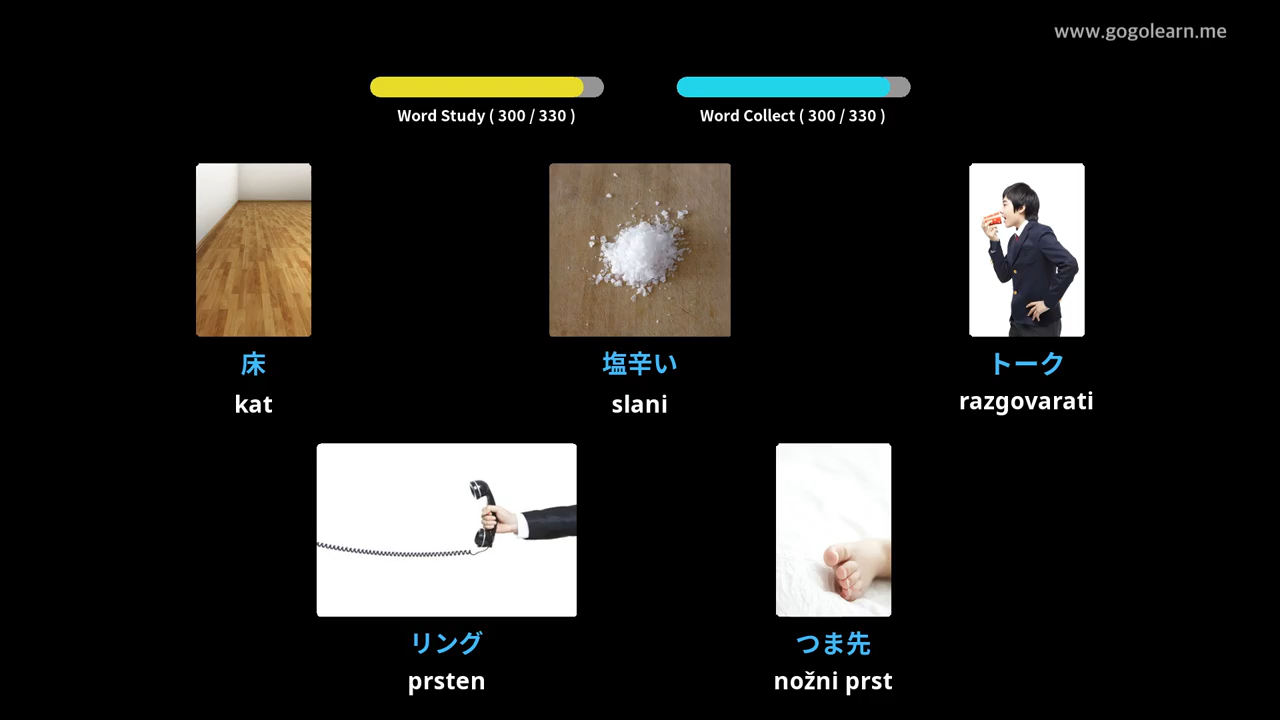 www.gogolearn.me
Word Study ( 300 / 330 )
Word Collect ( 300 / 330 )
床
塩辛い
トーク
kat
slani
razgovarati
リング
つま先
prsten
nožni prst